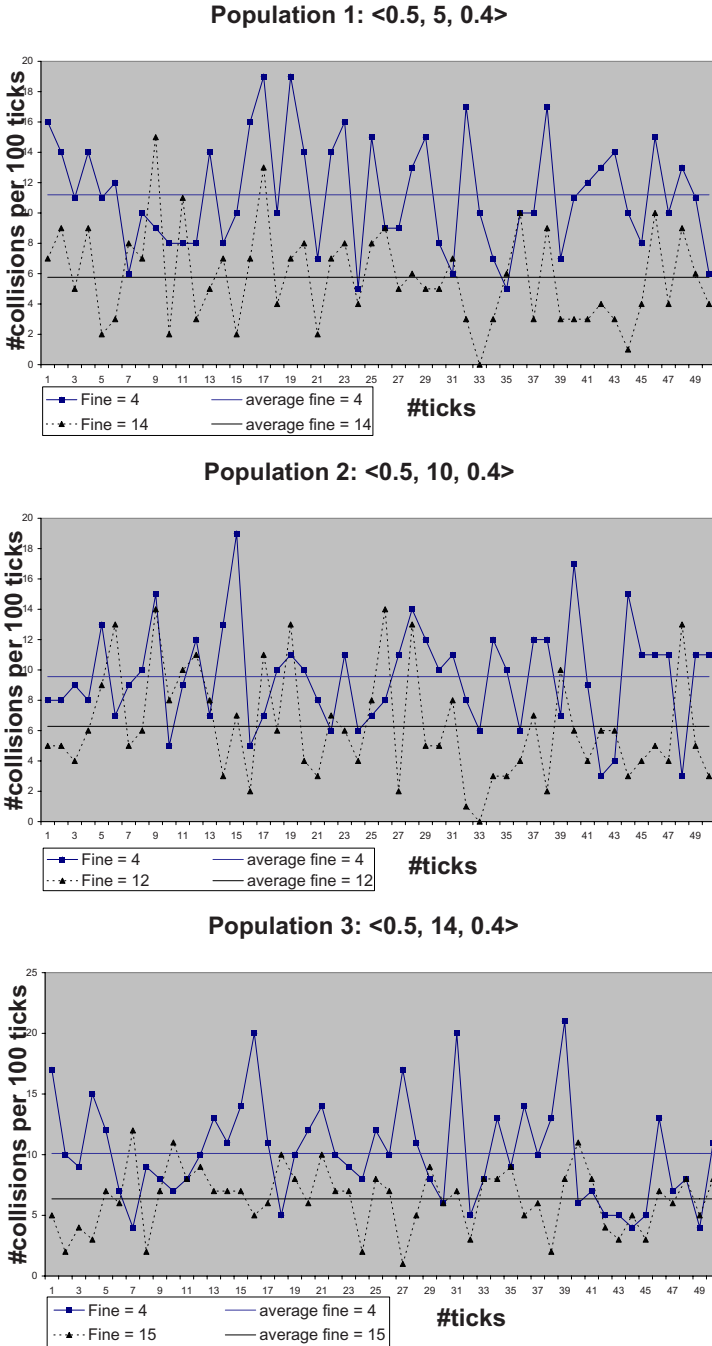 Population 1: <0.5, 5, 0.4>
#collisions per 100 ticks
20
18
16
14
12
10
8
6
4
2
0
1 3 5 7 9 11 13 15 17 19 21 23 25 27 29 31 33 35 37 39 41 43 45 47 49
#ticks
Fine = 4 average fine = 4
Fine = 14 average fine = 14
Population 2: <0.5, 10, 0.4>
#collisions per 100 ticks
20
18
16
14
12
10
8
6
4
2
0
1 3 5 7 9 11 13 15 17 19 21 23 25 27 29 31 33 35 37 39 41 43 45 47 49
#ticks
Fine = 4 average fine = 4
Fine = 12 average fine = 12
Population 3: <0.5, 14, 0.4>
#collisions per 100 ticks
25
20
15
10
5
0
1 3 5 7 9 11 13 15 17 19 21 23 25 27 29 31 33 35 37 39 41 43 45 47 49
#ticks
Fine = 4 average fine = 4
Fine = 15 average fine = 15